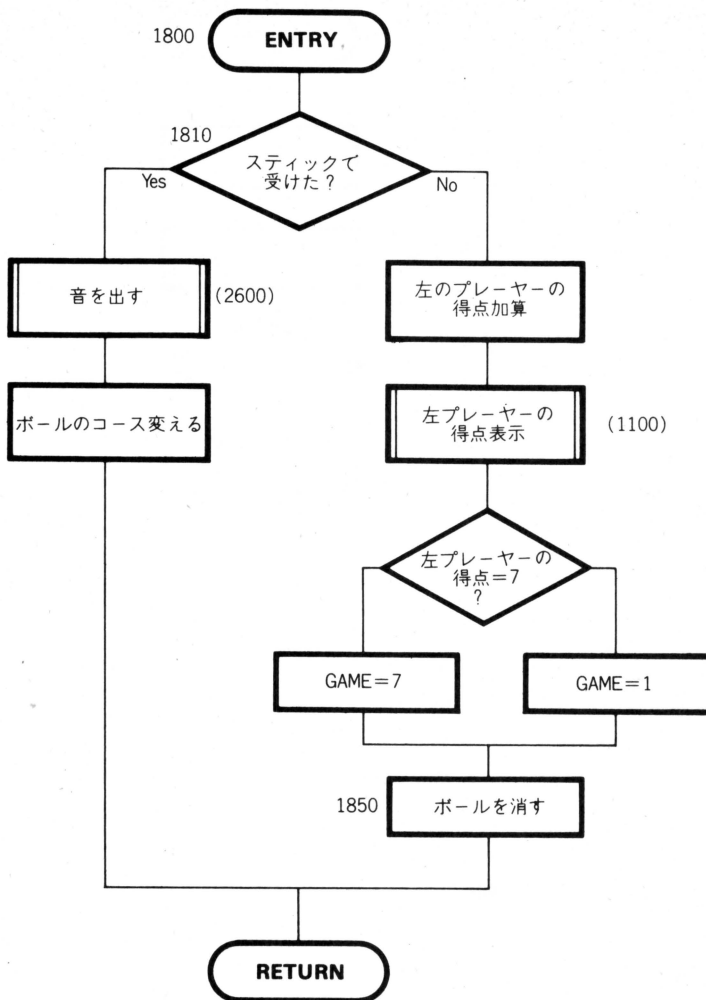 1800
ENTRY
1810
スティックで
受けた？
Yes
No
音を出す
(2600)
左のプレーヤーの
得点加算
ボールのコース変える
左プレーヤーの
得点表示
(1100)
左プレーヤーの
得点＝7
？
GAME＝7
GAME＝1
1850
ボールを消す
RETURN